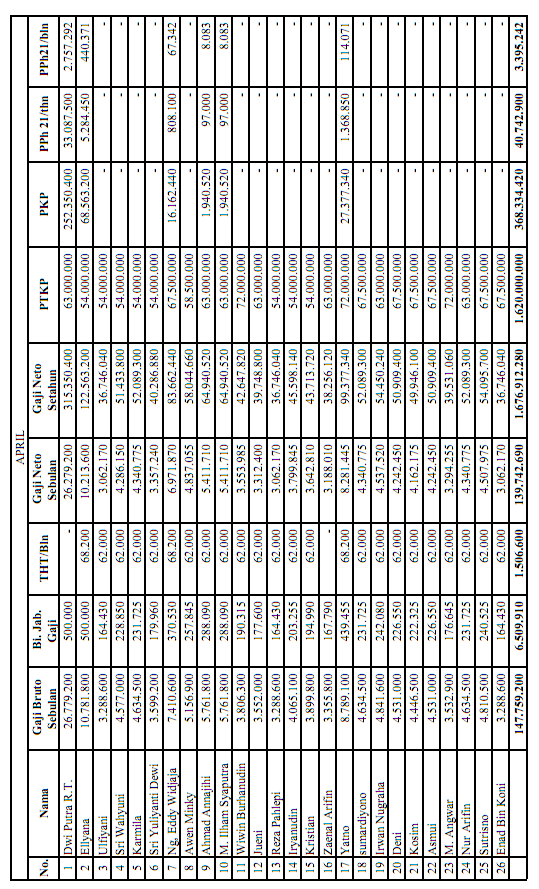 APRIL
No. Nama Gaji Bruto Sebulan Bi. Jab. Gaji THT/Bln Gaji Neto Sebulan Gaji Neto Setahun PTKP PKP PPh 21/thn PPh21/bln
1 Dwi Putra R.T. 26.779.200 500.000 - 26.279.200 315.350.400 63.000.000 252.350.400 33.087.500 2.757.292
2 Ellyana 10.781.800 500.000 68.200 10.213.600 122.563.200 54.000.000 68.563.200 5.284.450 440.371
3 Ulfiyani 3.288.600 164.430 62.000 3.062.170 36.746.040 54.000.000 - - -
4 Sri Wahyuni 4.577.000 228.850 62.000 4.286.150 51.433.800 54.000.000 - - -
5 Karmila 4.634.500 231.725 62.000 4.340.775 52.089.300 54.000.000 - - -
6 Sri Yuliyanti Dewi 3.599.200 179.960 62.000 3.357.240 40.286.880 54.000.000 - - -
7 Ng. Eddy Widjaja 7.410.600 370.530 68.200 6.971.870 83.662.440 67.500.000 16.162.440 808.100 67.342
8 Awen Minky 5.156.900 257.845 62.000 4.837.055 58.044.660 58.500.000 - - -
9 Ahmad Annajihi 5.761.800 288.090 62.000 5.411.710 64.940.520 63.000.000 1.940.520 97.000 8.083
10 M. Ilham Syaputra 5.761.800 288.090 62.000 5.411.710 64.940.520 63.000.000 1.940.520 97.000 8.083
11 Wiwin Burhanudin 3.806.300 190.315 62.000 3.553.985 42.647.820 72.000.000 - - -
12 Jueni 3.552.000 177.600 62.000 3.312.400 39.748.800 63.000.000 - - -
13 Reza Pahlepi 3.288.600 164.430 62.000 3.062.170 36.746.040 54.000.000 - - -
14 Iryanudin 4.065.100 203.255 62.000 3.799.845 45.598.140 54.000.000 - - -
15 Kristian 3.899.800 194.990 62.000 3.642.810 43.713.720 54.000.000 - - -
16 Zaenal Arifin 3.355.800 167.790 - 3.188.010 38.256.120 63.000.000 - - -
17 Yatno 8.789.100 439.455 68.200 8.281.445 99.377.340 72.000.000 27.377.340 1.368.850 114.071
18 sumardiyono 4.634.500 231.725 62.000 4.340.775 52.089.300 67.500.000 - - -
19 Irwan Nugraha 4.841.600 242.080 62.000 4.537.520 54.450.240 63.000.000 - - -
20 Deni 4.531.000 226.550 62.000 4.242.450 50.909.400 67.500.000 - - -
21 Kosim 4.446.500 222.325 62.000 4.162.175 49.946.100 67.500.000 - - -
22 Asmui 4.531.000 226.550 62.000 4.242.450 50.909.400 67.500.000 - - -
23 M. Angwar 3.532.900 176.645 62.000 3.294.255 39.531.060 72.000.000 - - -
24 Nur Arifin 4.634.500 231.725 62.000 4.340.775 52.089.300 63.000.000 - - -
25 Sutrisno 4.810.500 240.525 62.000 4.507.975 54.095.700 67.500.000 - - -
26 Enad Bin Koni 3.288.600 164.430 62.000 3.062.170 36.746.040 67.500.000 - - -
147.759.200 6.509.910 1.506.600 139.742.690 1.676.912.280 1.620.000.000 368.334.420 40.742.900 3.395.242